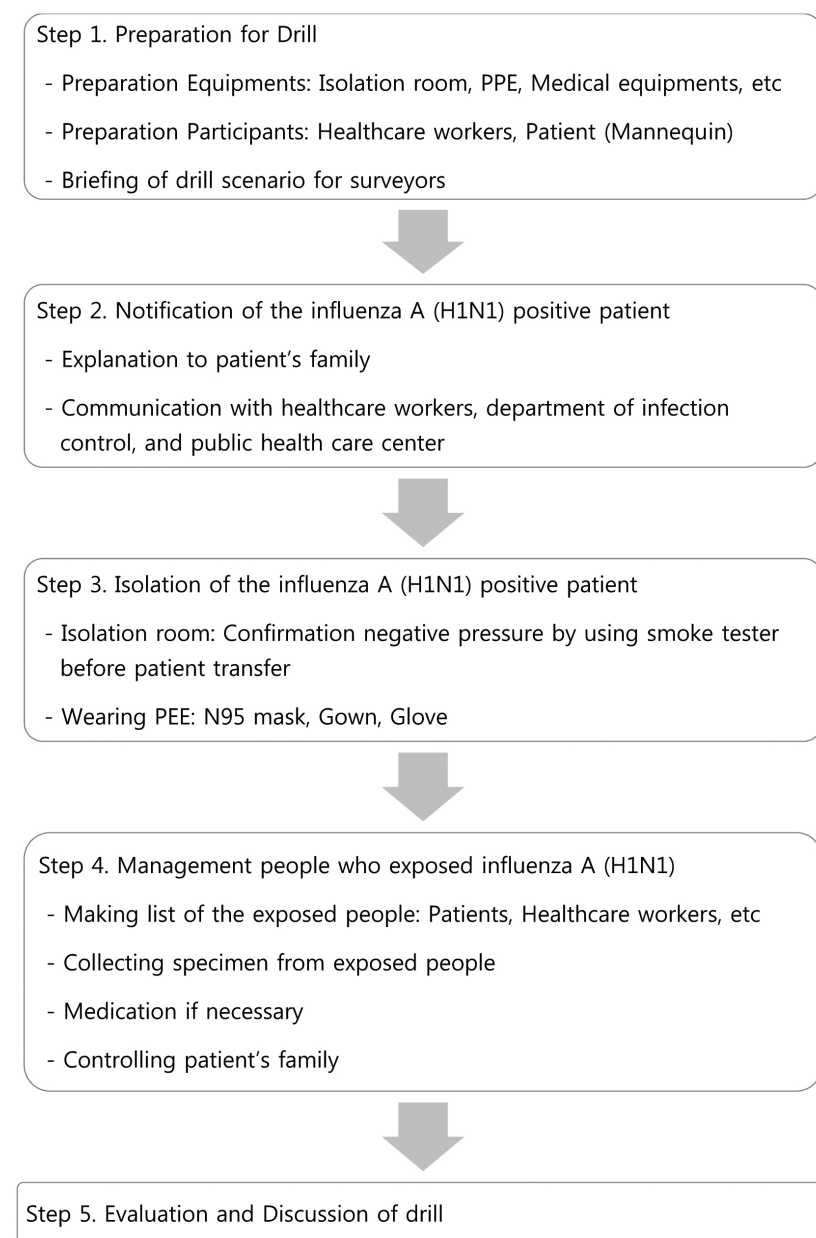 Step 1. Preparation for Drill
- Preparation Equipments: Isolation room, PPE, Medical equipments, etc
- Preparation Participants: Healthcare workers, Patient (Mannequin)
- Briefing of drill scenario for surveyors
Step 2. Notification of the influenza A (H1N1) positive patient
- Explanation to patient’s family
- Communication with healthcare workers, department of infection
control, and public health care center
Step 3. Isolation of the influenza A (H1N1) positive patient
- Isolation room: Confirmation negative pressure by using smoke tester
before patient transfer
- Wearing PEE: N95 mask, Gown, Glove
Step 4. Management people who exposed influenza A (H1N1)
- Making list of the exposed people: Patients, Healthcare workers, etc
- Collecting specimen from exposed people
- Medication if necessary
- Controlling patient’s family
Step 5. Evaluation and Discussion of drill